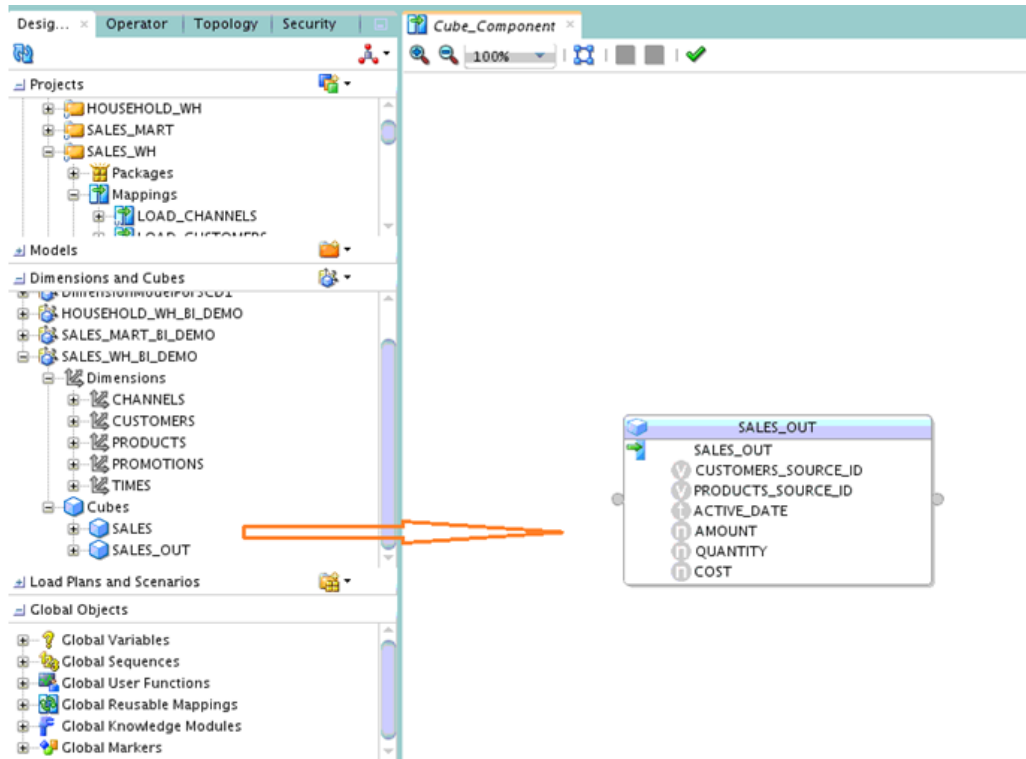 Desig...
Operator
Topology
Security
Projects
HOUSEHOLD_WH
SALES_MART
SALES_WH
Packages
Mappings
LOAD_CHANNELS
LOAD_CUSTOMERS
Models
Dimensions and Cubes
DimensionModelForSCD1
HOUSEHOLD_WH_BI_DEMO
SALES_MART_BI_DEMO
SALES_WH_BI_DEMO
Dimensions
CHANNELS
CUSTOMERS
PRODUCTS
PROMOTIONS
TIMES
Cubes
SALES
SALES_OUT
Load Plans and Scenarios
Global Objects
Global Variables
Global Sequences
Global User Functions
Global Reusable Mappings
Global Knowledge Modules
Global Markers
Cube_Component
100%
SALES_OUT
SALES_OUT
V CUSTOMERS_SOURCE_ID
V PRODUCTS_SOURCE_ID
t ACTIVE_DATE
n AMOUNT
n QUANTITY
n COST